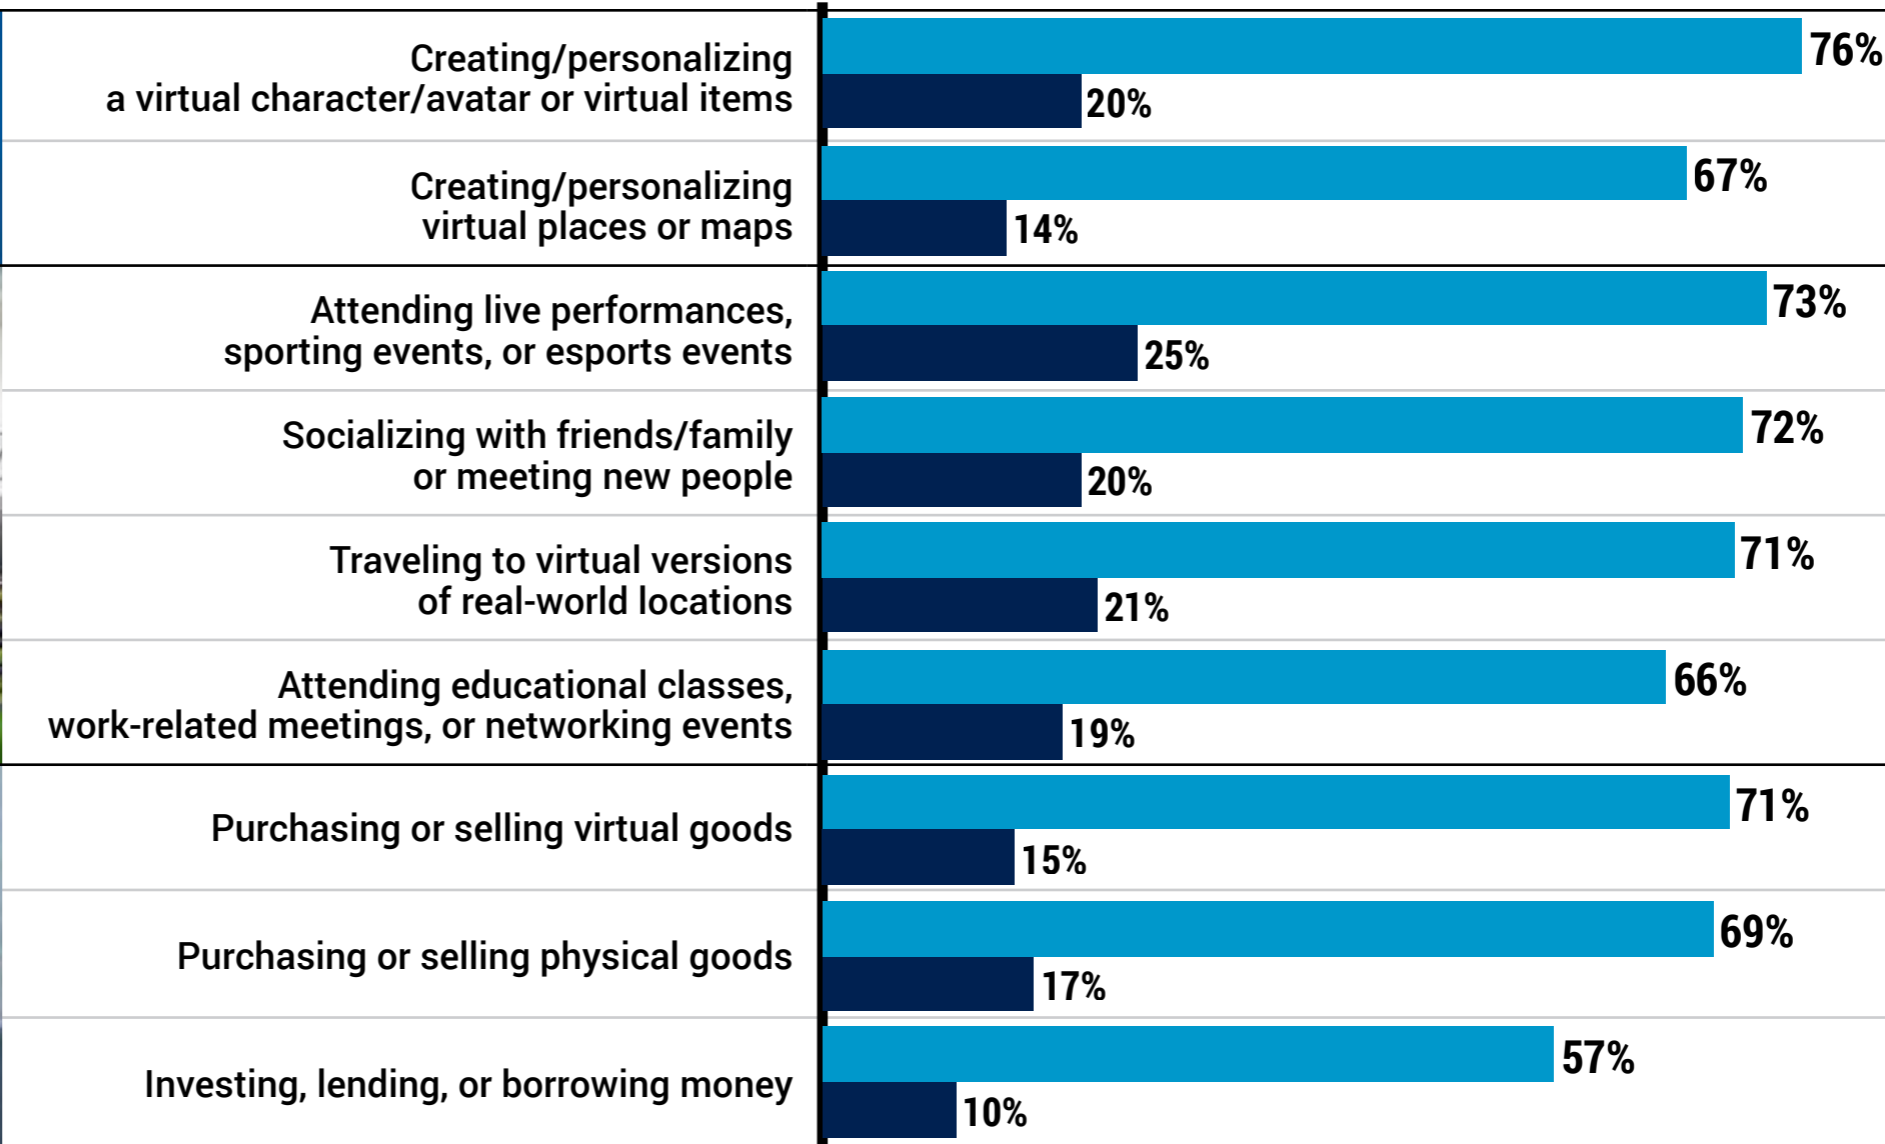 Creating/personalizing
a virtual character/avatar or virtual items
76%
20%
Creating/personalizing
virtual places or maps
67%
14%
Attending live performances,
sporting events, or esports events
73%
25%
Socializing with friends/family
or meeting new people
72%
20%
Traveling to virtual versions
of real-world locations
71%
21%
Attending educational classes,
work-related meetings, or networking events
66%
19%
Purchasing or selling virtual goods
71%
15%
Purchasing or selling physical goods
69%
17%
Investing, lending, or borrowing money
57%
10%